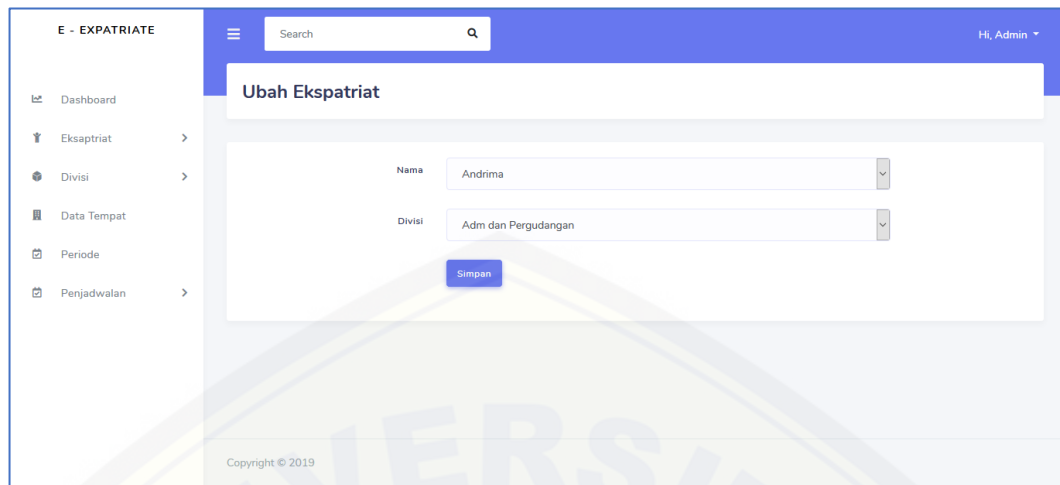 E - EXPATRIATE
Search
Hi, Admin
Ubah Ekspatriat
Dashboard
Eksaptriat
Divisi
Data Tempat
Periode
Penjadwalan
Nama
Andrima
Divisi
Adm dan Pergudangan
Simpan
VERS
Copyright © 2019